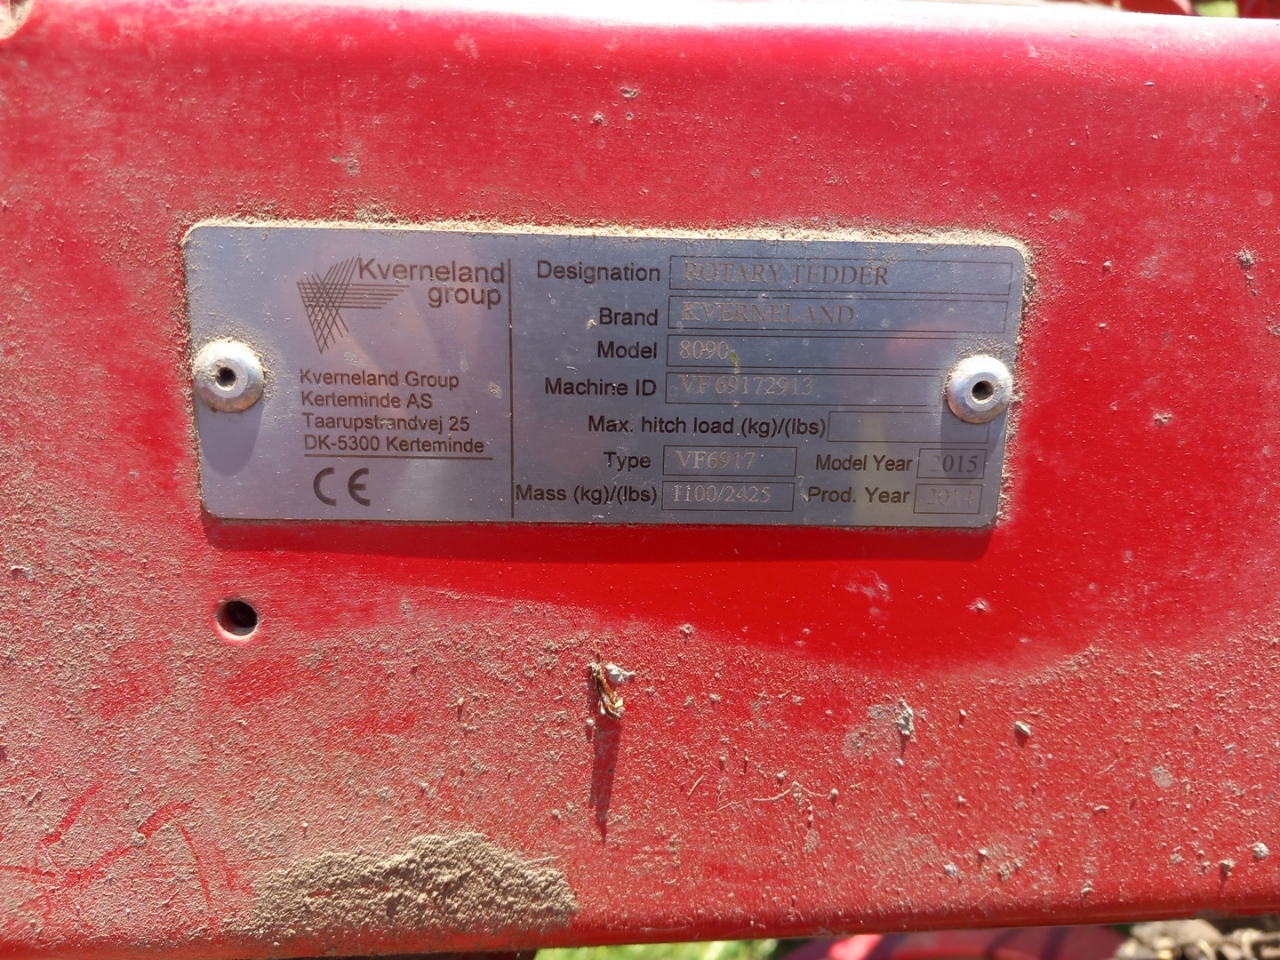 Kverneland
group
Kverneland Group
Kerteminde AS
Taarupstrandvej 25
DK-5300 Kerteminde
CE
Designation ROTARY TEDDER
Brand KVERNELAND
Model 8090
Machine ID VF69172913
Max. hitch load (kg)/(lbs)
Type VF6917 Model Year 2015
Mass (kg)/(lbs) 1100/2425 Prod. Year